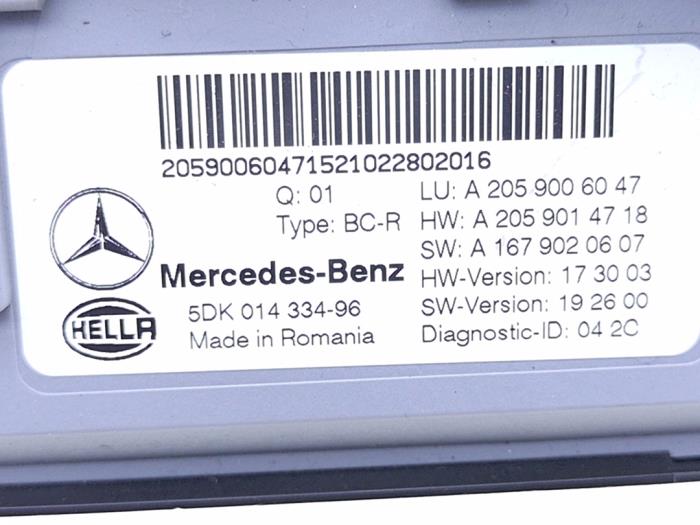 20590060471521022802016
Q: 01
LU: A 205 900 60 47
Type: BC-R
HW: A 205 901 47 18
SW: A 167 902 06 07
Mercedes-Benz
HW-Version: 17 30 03
HELLA
5DK 014 334-96
SW-Version: 19 26 00
Made in Romania
Diagnostic-ID: 04 2C